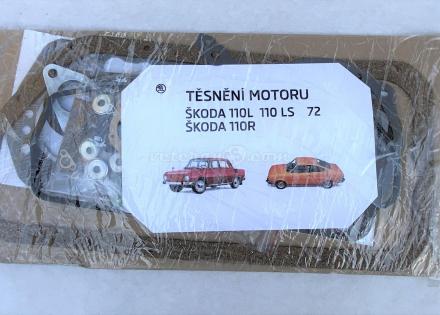 TĚSNĚNÍ MOTORU
ŠKODA 110L 110 LS 72
ŠKODA 110R